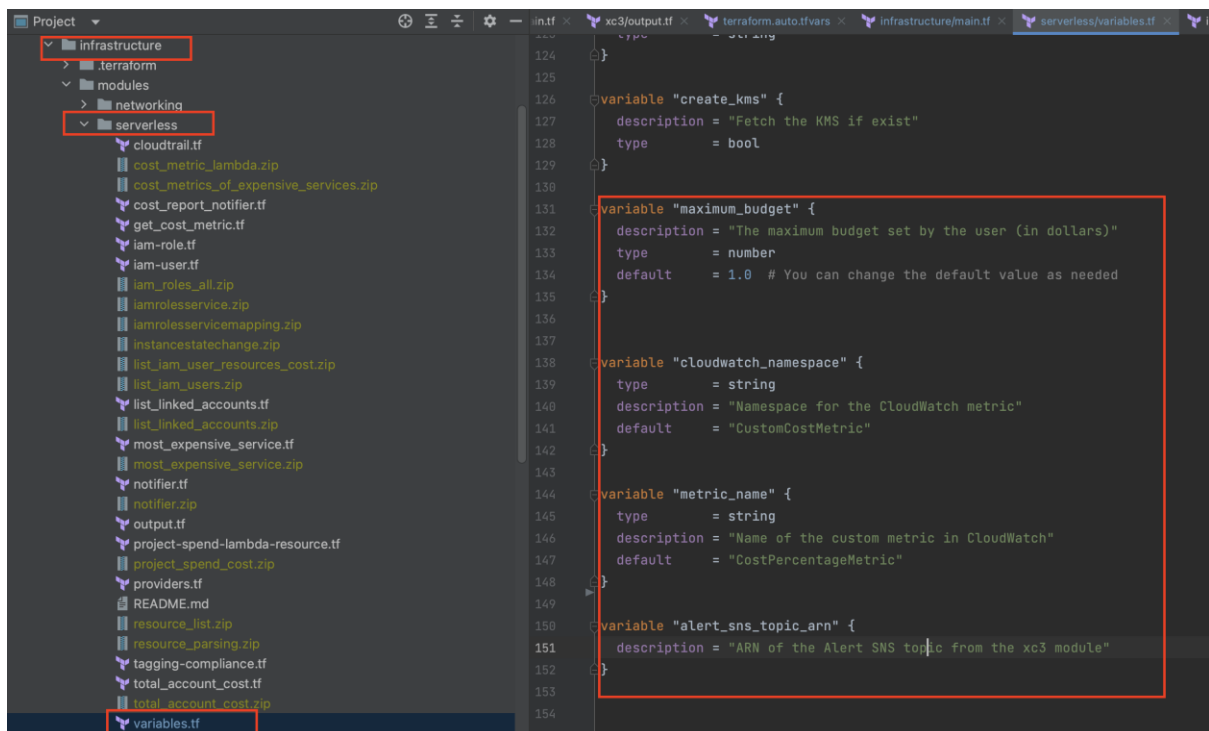 Project
infrastructure
.terraform
modules
networking
serverless
cloudtrail.tf
cost_metric_lambda.zip
cost_metrics_of_expensive_services.zip
cost_report_notifier.tf
get_cost_metric.tf
iam-role.tf
iam-user.tf
iam_roles_all.zip
iamrolesservice.zip
iamrolesservicemapping.zip
instancestatechange.zip
list_iam_user_resources_cost.zip
list_iam_users.zip
list_linked_accounts.tf
list_linked_accounts.zip
most_expensive_service.tf
most_expensive_service.zip
notifier.tf
notifier.zip
output.tf
project-spend-lambda-resource.tf
project_spend_cost.zip
providers.tf
README.md
resource_list.zip
resource_parsing.zip
tagging-compliance.tf
total_account_cost.tf
total_account_cost.zip
variables.tf
xc3/output.tf terraform.auto.tfvars infrastructure/main.tf serverless/variables.tf
124 }
125
126 variable "create_kms" {
127 description = "Fetch the KMS if exist"
128 type = bool
129 }
130
131 variable "maximum_budget" {
132 description = "The maximum budget set by the user (in dollars)"
133 type = number
134 default = 1.0 # You can change the default value as needed
135 }
136
137
138 variable "cloudwatch_namespace" {
139 type = string
140 description = "Namespace for the CloudWatch metric"
141 default = "CustomCostMetric"
142 }
143
144 variable "metric_name" {
145 type = string
146 description = "Name of the custom metric in CloudWatch"
147 default = "CostPercentageMetric"
148 }
149
150 variable "alert_sns_topic_arn" {
151 description = "ARN of the Alert SNS topic from the xc3 module"
152 }
153
154